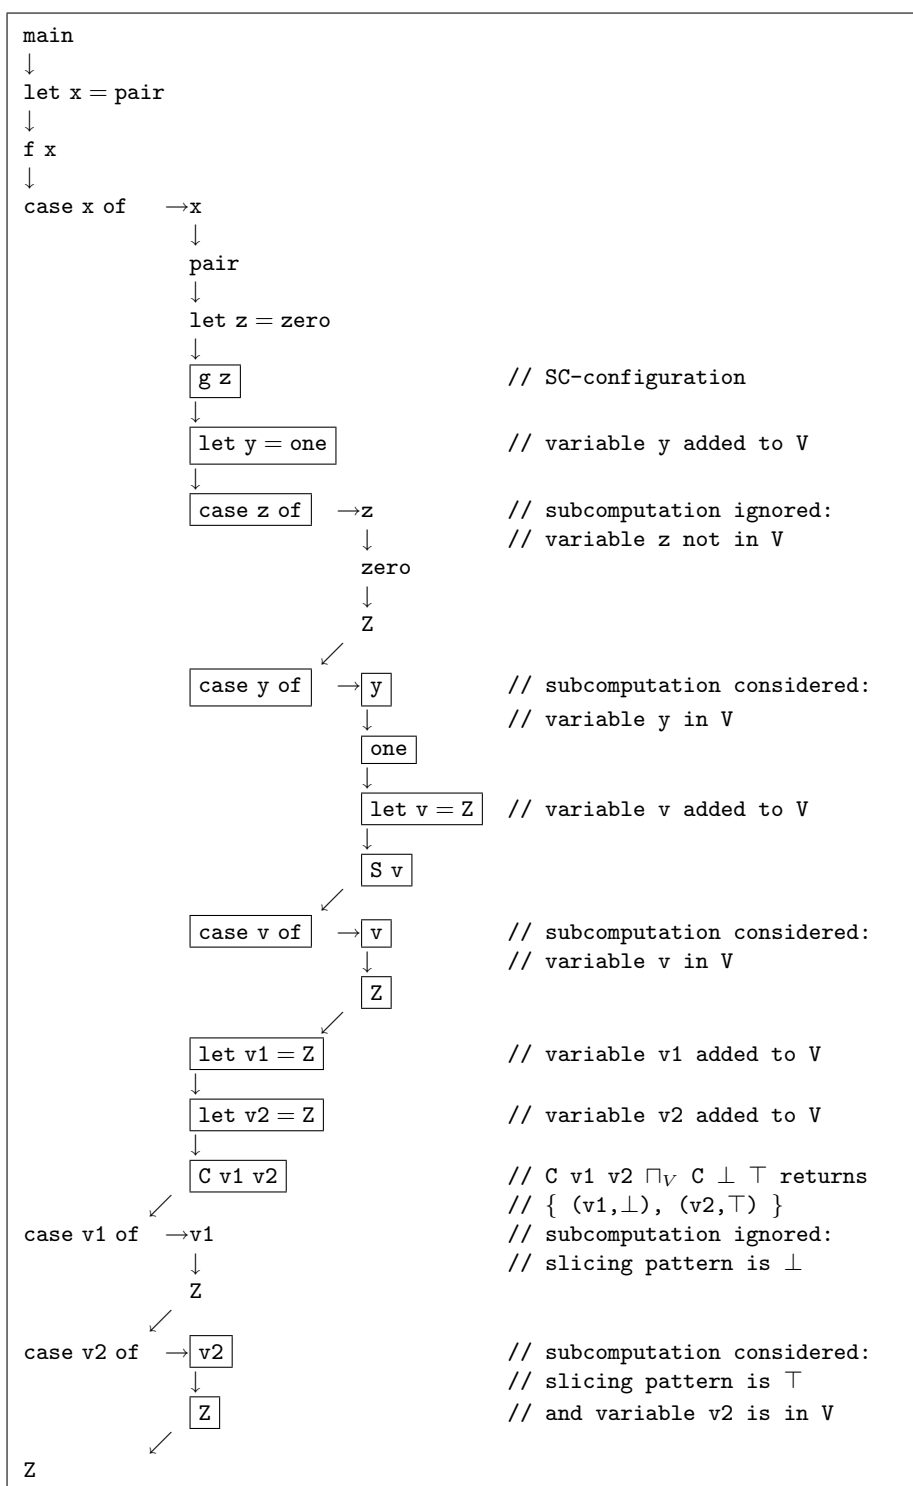 main
↓
let x = pair
↓
f x
↓
case x of →x
↓
pair
↓
let z = zero
↓
g z // SC-configuration
↓
let y = one // variable y added to V
↓
case z of →z // subcomputation ignored:
↓ // variable z not in V
zero
↓
Z
↙
case y of →y // subcomputation considered:
↓ // variable y in V
one
↓
let v = Z // variable v added to V
↓
S v
↙
case v of →v // subcomputation considered:
↓ // variable v in V
Z
↙
let v1 = Z // variable v1 added to V
↓
let v2 = Z // variable v2 added to V
↓
C v1 v2 // C v1 v2 ⊓V C ⊥ ⊤ returns
↙ // { (v1,⊥), (v2,⊤) }
case v1 of →v1 // subcomputation ignored:
↓ // slicing pattern is ⊥
Z
↙
case v2 of →v2 // subcomputation considered:
↓ // slicing pattern is ⊤
Z // and variable v2 is in V
↙
Z